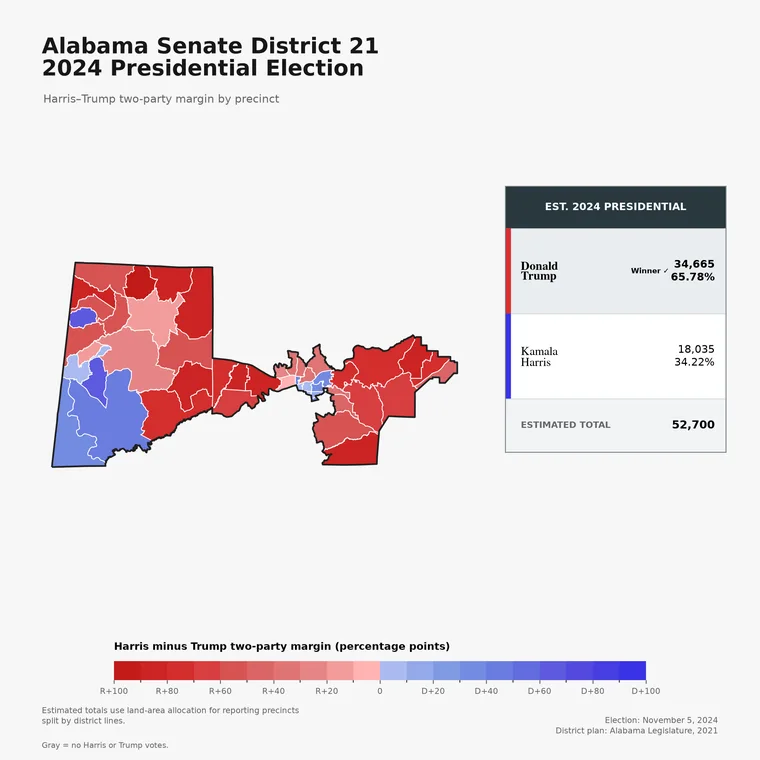 Alabama Senate District 21
2024 Presidential Election
Harris–Trump two-party margin by precinct
EST. 2024 PRESIDENTIAL
Donald
Trump
Winner ✓
34,665
65.78%
Kamala
Harris
18,035
34.22%
ESTIMATED TOTAL
52,700
Harris minus Trump two-party margin (percentage points)
R+100 R+80 R+60 R+40 R+20 0 D+20 D+40 D+60 D+80 D+100
Estimated totals use land-area allocation for reporting precincts
split by district lines.
Gray = no Harris or Trump votes.
Election: November 5, 2024
District plan: Alabama Legislature, 2021